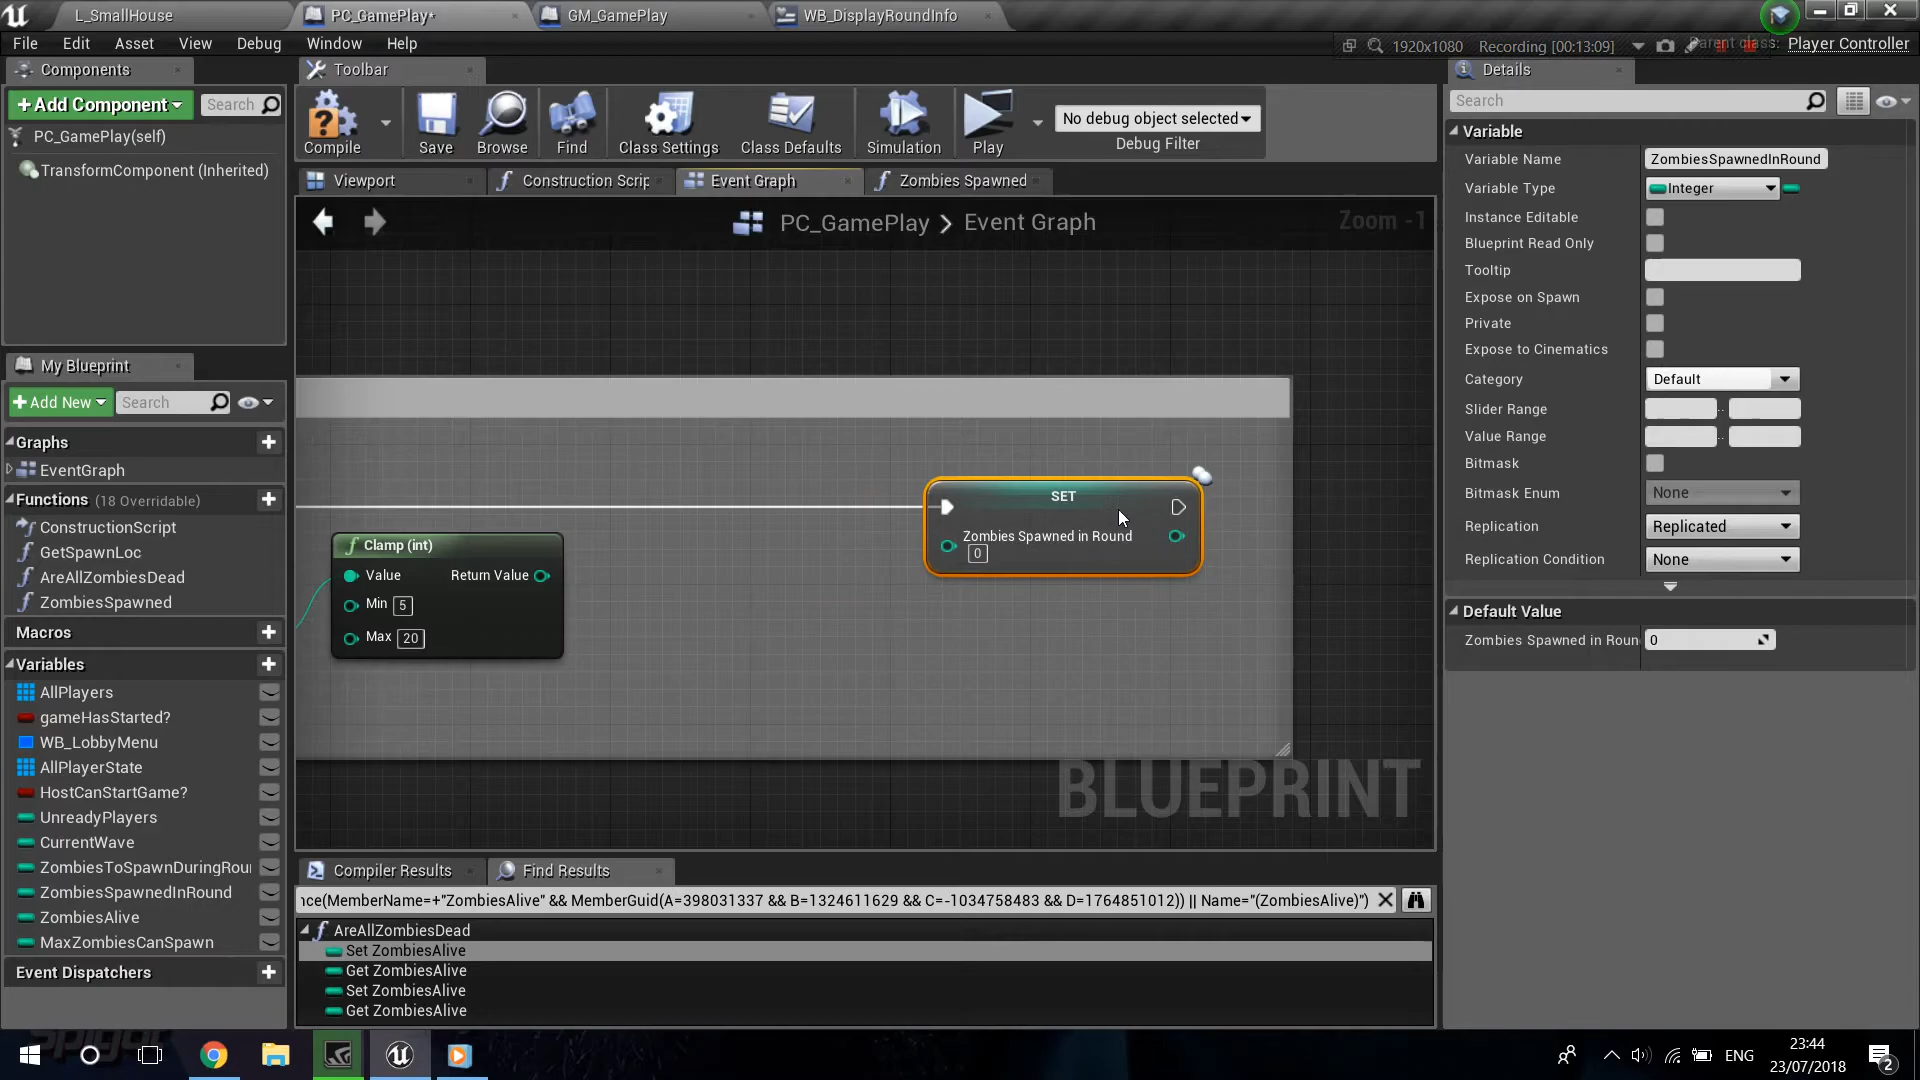 L_SmallHouse
PC_GamePlay*
GM_GamePlay
WB_DisplayRoundInfo
File Edit Asset View Debug Window Help
1920x1080 Recording [00:13:09]
Parent class: Player Controller
Components
+Add Component
Search
PC_GamePlay(self)
TransformComponent (Inherited)
Toolbar
Compile
Save
Browse
Find
Class Settings
Class Defaults
Simulation
Play
No debug object selected
Debug Filter
Viewport
Construction Scrip
Event Graph
Zombies Spawned
PC_GamePlay > Event Graph
Zoom -1
SET
Zombies Spawned in Round
0
Clamp (int)
Value
Return Value
Min 5
Max 20
BLUEPRINT
My Blueprint
+Add New
Search
Graphs
EventGraph
Functions (18 Overridable)
ConstructionScript
GetSpawnLoc
AreAllZombiesDead
ZombiesSpawned
Macros
Variables
AllPlayers
gameHasStarted?
WB_LobbyMenu
AllPlayerState
HostCanStartGame?
UnreadyPlayers
CurrentWave
ZombiesToSpawnDuringRou
ZombiesSpawnedInRound
ZombiesAlive
MaxZombiesCanSpawn
Event Dispatchers
Compiler Results
Find Results
nce(MemberName=+"ZombiesAlive" && MemberGuid(A=398031337 && B=1324611629 && C=-1034758483 && D=1764851012)) || Name="(ZombiesAlive)")
AreAllZombiesDead
Set ZombiesAlive
Get ZombiesAlive
Set ZombiesAlive
Get ZombiesAlive
Details
Search
Variable
Variable Name ZombiesSpawnedInRound
Variable Type Integer
Instance Editable
Blueprint Read Only
Tooltip
Expose on Spawn
Private
Expose to Cinematics
Category Default
Slider Range
Value Range
Bitmask
Bitmask Enum None
Replication Replicated
Replication Condition None
Default Value
Zombies Spawned in Roun 0
ENG
23:44
23/07/2018
2